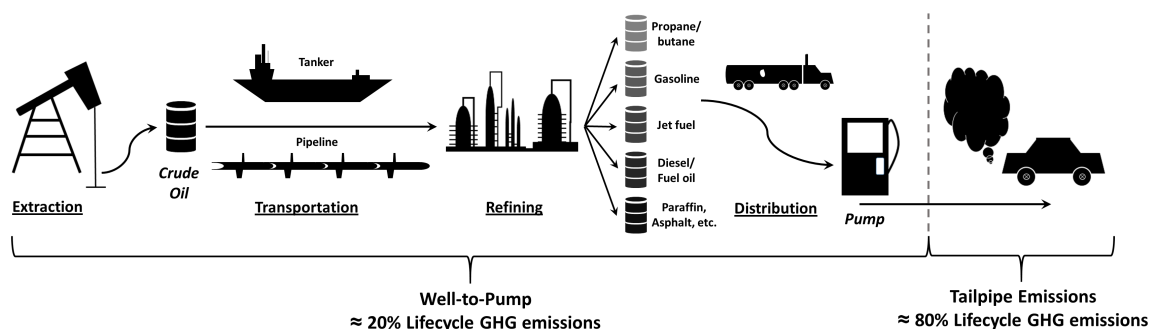 Extraction
Crude
Oil
Tanker
Pipeline
Transportation
Refining
Propane/
butane
Gasoline
Jet fuel
Diesel/
Fuel oil
Paraffin,
Asphalt, etc.
Distribution
Pump
Well-to-Pump
≈ 20% Lifecycle GHG emissions
Tailpipe Emissions
≈ 80% Lifecycle GHG emissions